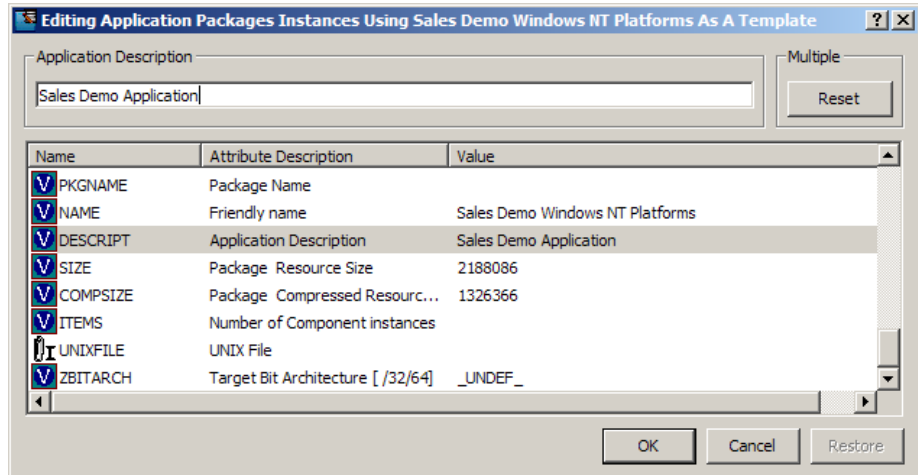 Editing Application Packages Instances Using Sales Demo Windows NT Platforms As A Template
Application Description
Multiple
Sales Demo Application
Reset
Name Attribute Description Value
V PKGNAME Package Name
V NAME Friendly name Sales Demo Windows NT Platforms
V DESCRIPT Application Description Sales Demo Application
V SIZE Package Resource Size 2188086
V COMPSIZE Package Compressed Resourc... 1326366
V ITEMS Number of Component instances
UNIXFILE UNIX File
V ZBITARCH Target Bit Architecture [ /32/64] _UNDEF_
OK Cancel Restore